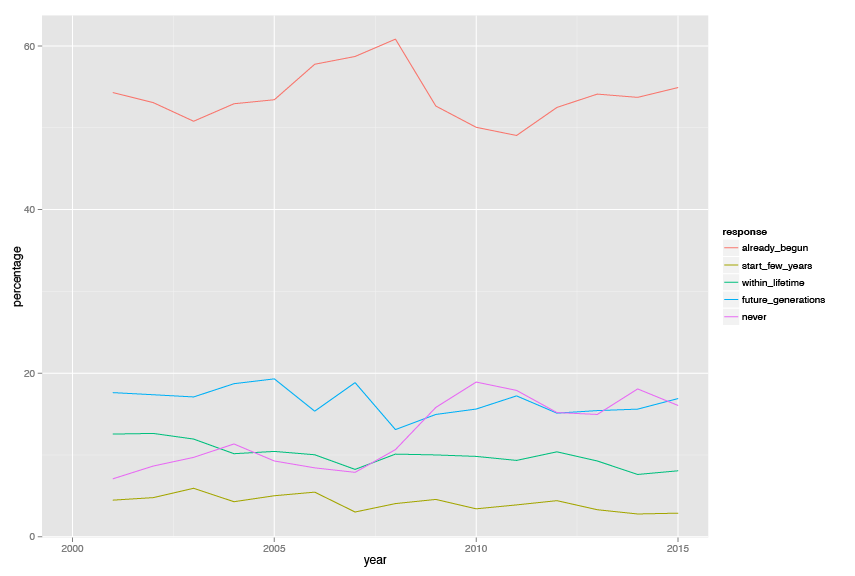 60
40
20
0
percentage
2000
2005
2010
2015
year
response
already_begun
start_few_years
within_lifetime
future_generations
never